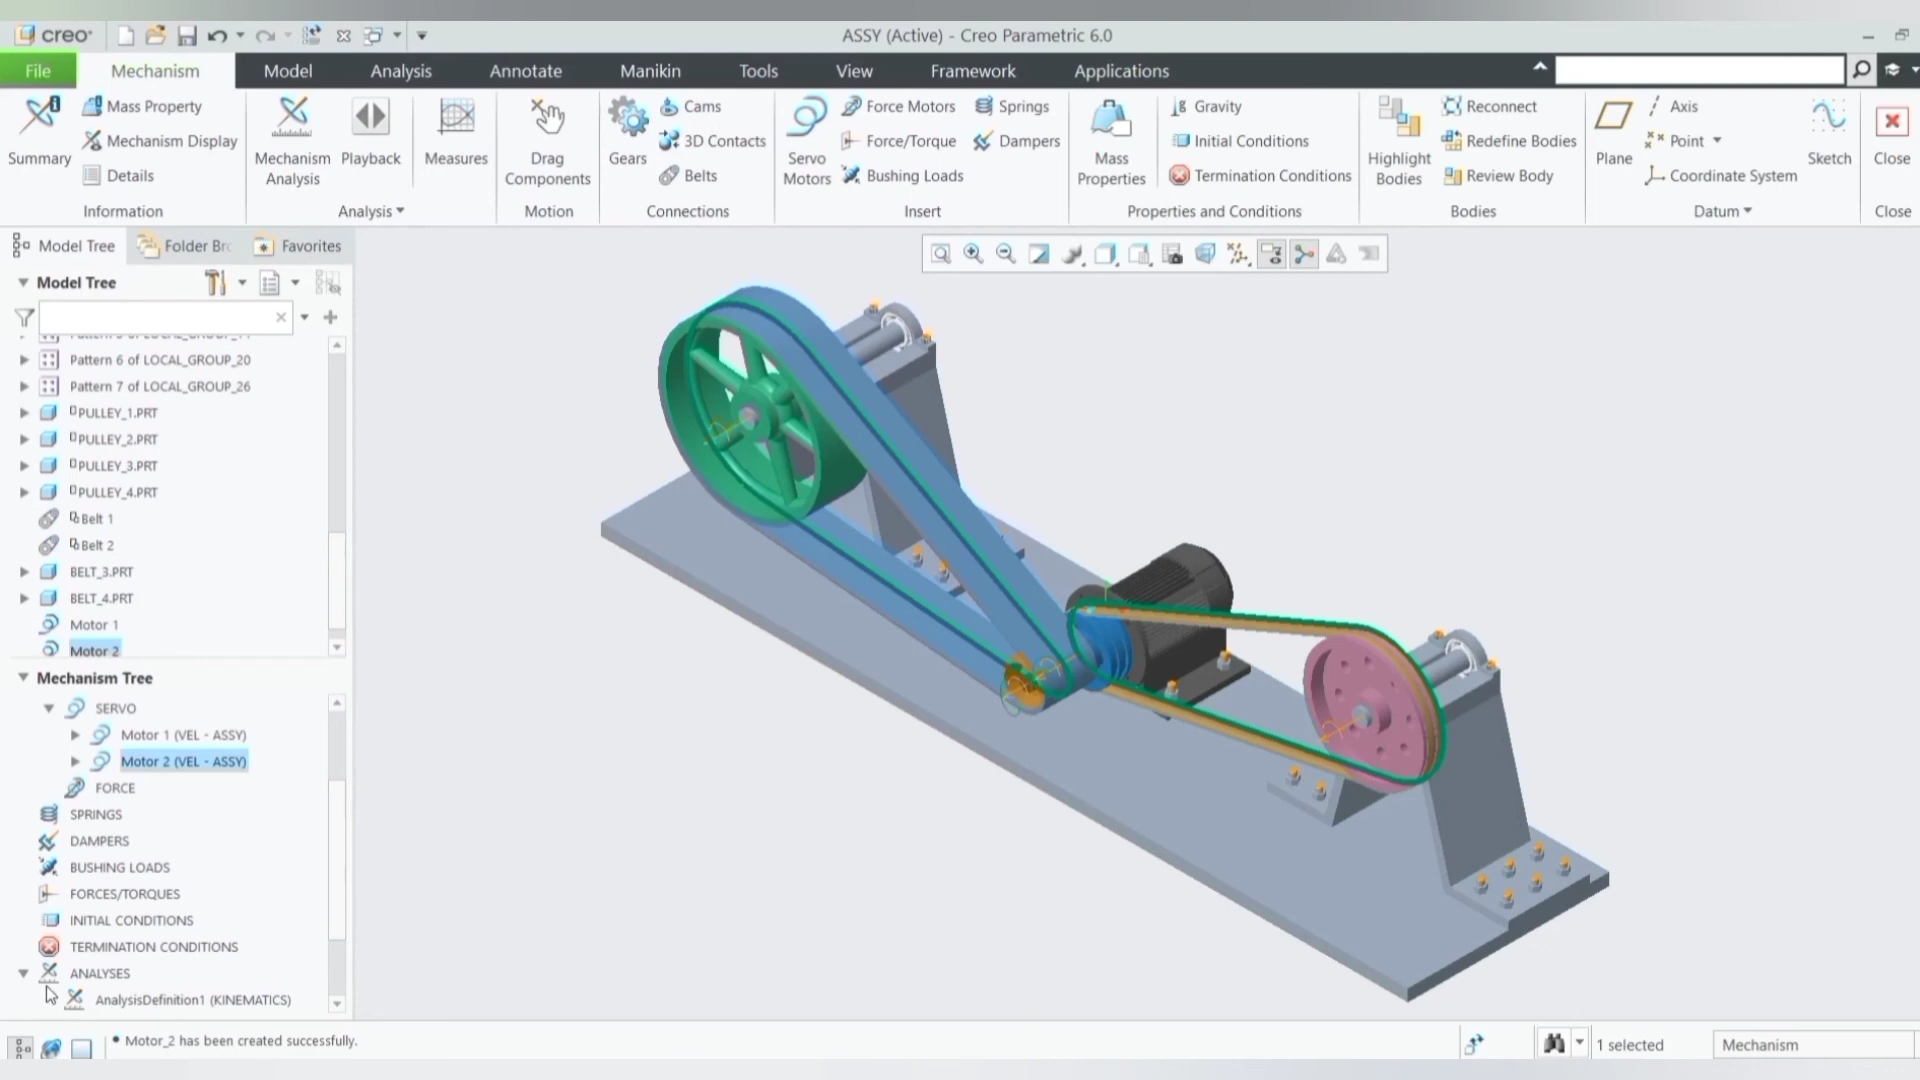 creo
ASSY (Active) - Creo Parametric 6.0
File
Mechanism
Model
Analysis
Annotate
Manikin
Tools
View
Framework
Applications
Summary
Mass Property
Mechanism Display
Details
Information
Mechanism
Analysis
Playback
Measures
Analysis
Drag
Components
Motion
Gears
Cams
3D Contacts
Belts
Connections
Servo
Motors
Force Motors
Force/Torque
Bushing Loads
Springs
Dampers
Insert
Mass
Properties
Gravity
Initial Conditions
Termination Conditions
Properties and Conditions
Highlight
Bodies
Reconnect
Redefine Bodies
Review Body
Bodies
Plane
Axis
Point
Coordinate System
Sketch
Datum
Close
Close
Model Tree
Folder Br
Favorites
Model Tree
Pattern 6 of LOCAL_GROUP_20
Pattern 7 of LOCAL_GROUP_26
PULLEY_1.PRT
PULLEY_2.PRT
PULLEY_3.PRT
PULLEY_4.PRT
Belt 1
Belt 2
BELT_3.PRT
BELT_4.PRT
Motor 1
Motor 2
Mechanism Tree
SERVO
Motor 1 (VEL - ASSY)
Motor 2 (VEL - ASSY)
FORCE
SPRINGS
DAMPERS
BUSHING LOADS
FORCES/TORQUES
INITIAL CONDITIONS
TERMINATION CONDITIONS
ANALYSES
AnalysisDefinition1 (KINEMATICS)
Motor_2 has been created successfully.
1 selected
Mechanism